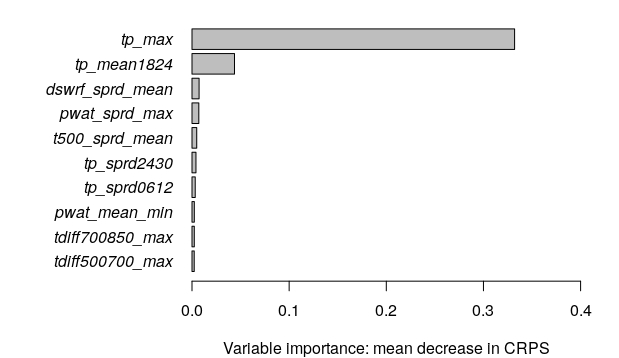 tp_max
tp_mean1824
dswrf_sprd_mean
pwat_sprd_max
t500_sprd_mean
tp_sprd2430
tp_sprd0612
pwat_mean_min
tdiff700850_max
tdiff500700_max
0.0 0.1 0.2 0.3 0.4
Variable importance: mean decrease in CRPS